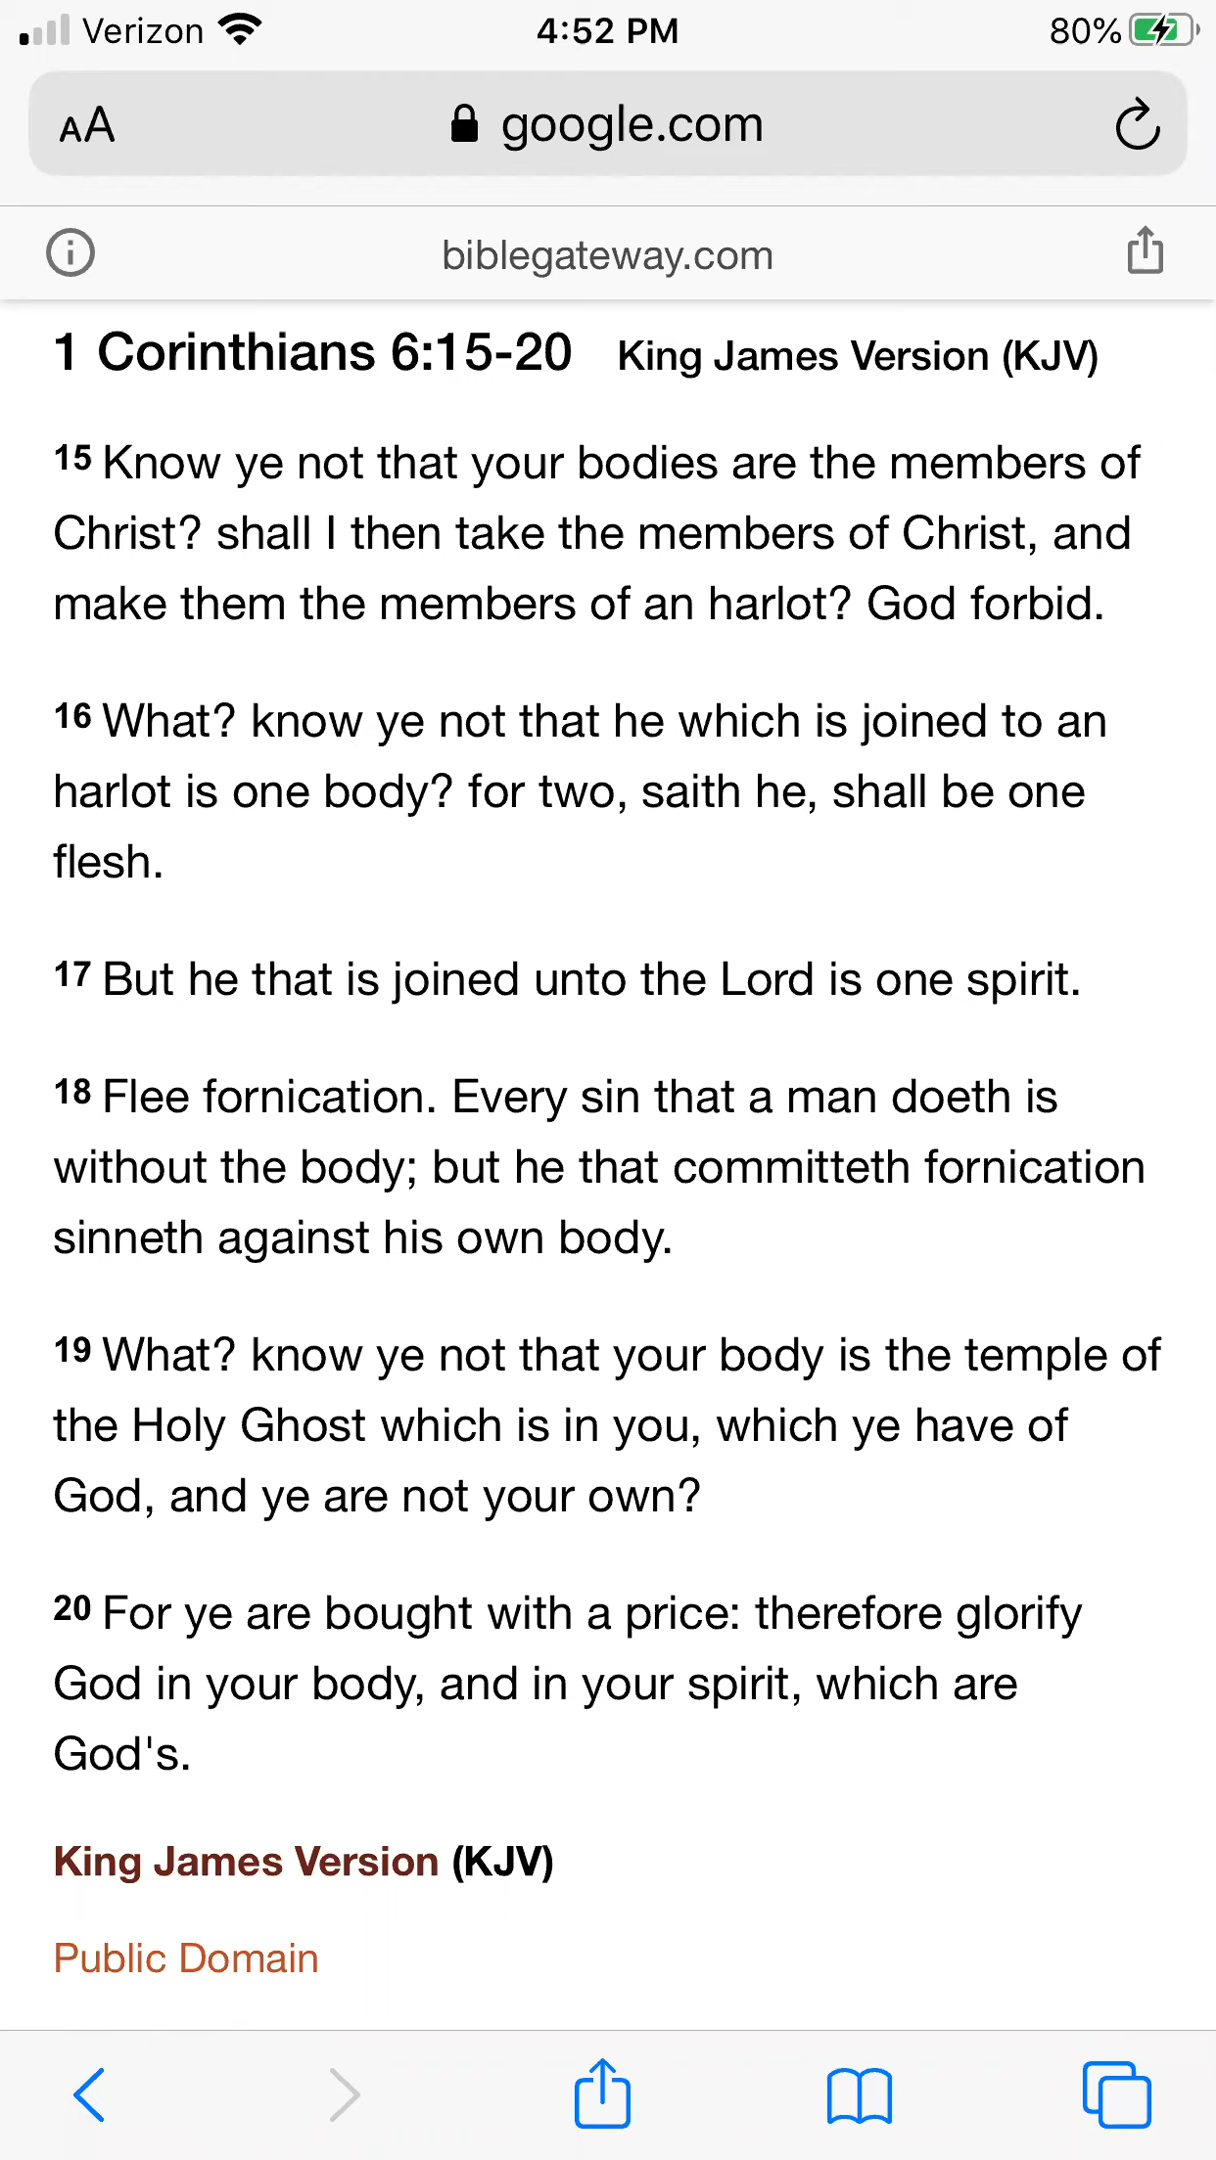 Verizon 4:52 PM 80%
AA google.com
biblegateway.com
1 Corinthians 6:15-20 King James Version (KJV)
15 Know ye not that your bodies are the members of
Christ? shall I then take the members of Christ, and
make them the members of an harlot? God forbid.
16 What? know ye not that he which is joined to an
harlot is one body? for two, saith he, shall be one
flesh.
17 But he that is joined unto the Lord is one spirit.
18 Flee fornication. Every sin that a man doeth is
without the body; but he that committeth fornication
sinneth against his own body.
19 What? know ye not that your body is the temple of
the Holy Ghost which is in you, which ye have of
God, and ye are not your own?
20 For ye are bought with a price: therefore glorify
God in your body, and in your spirit, which are
God's.
King James Version (KJV)
Public Domain